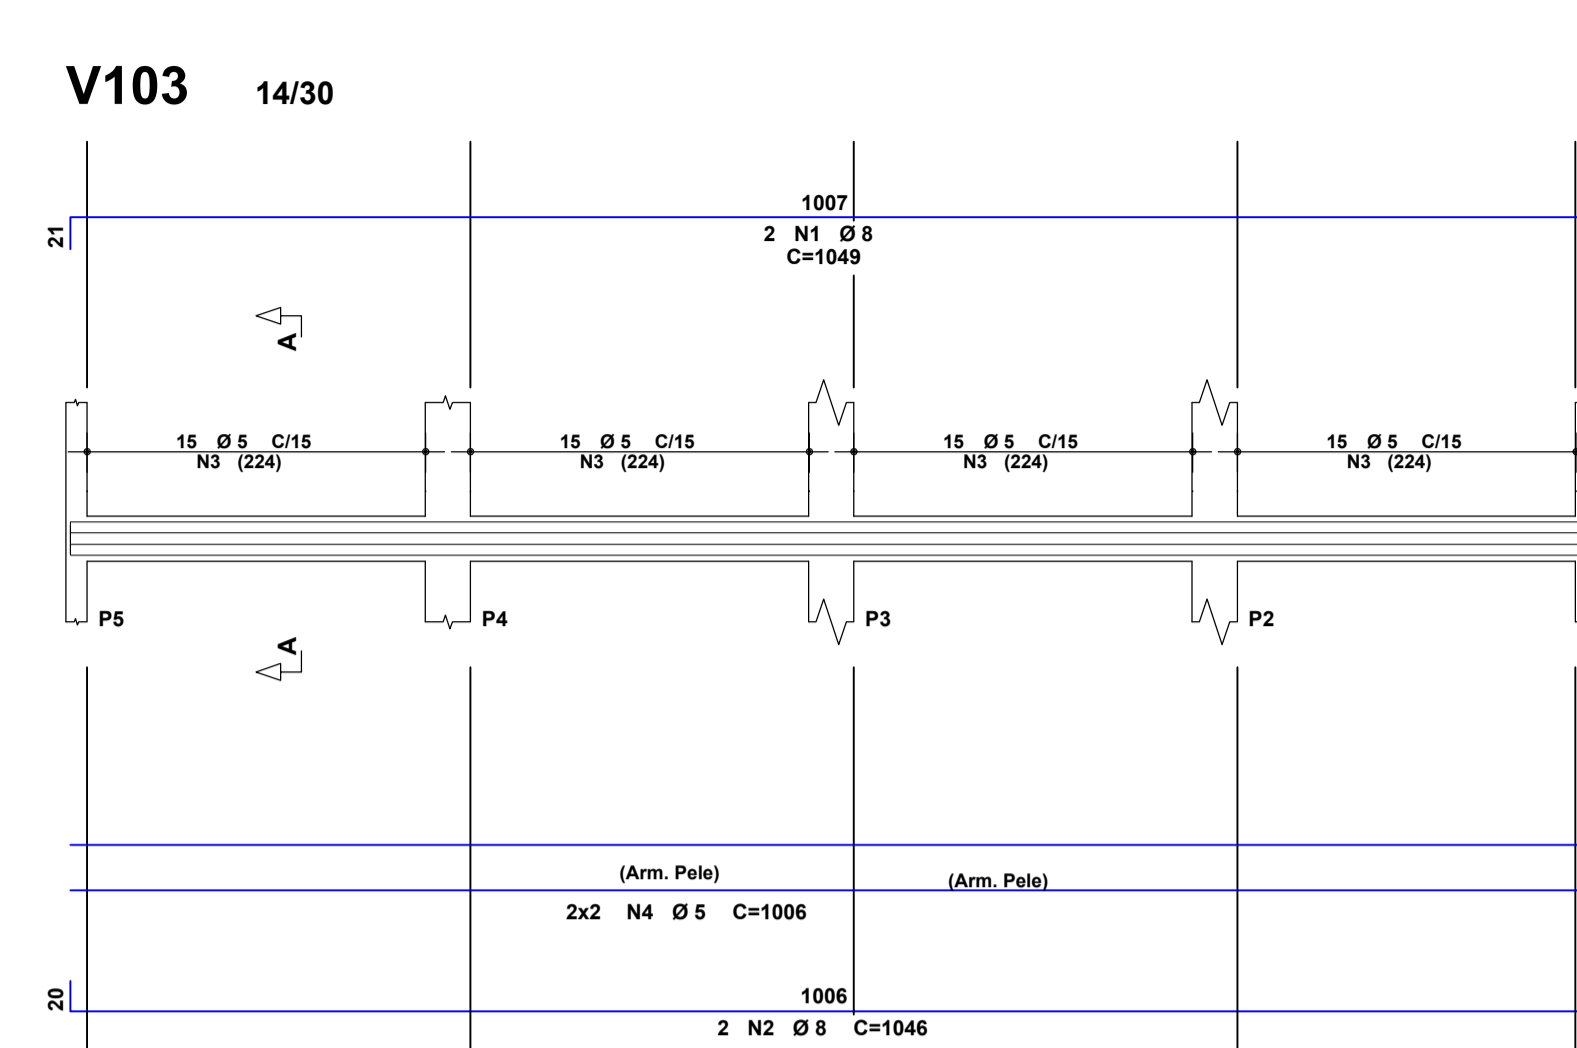 V103 14/30
1007
21
2 N1 Ø 8
C=1049
A
15 Ø 5 C/15
N3 (224)
15 Ø 5 C/15
N3 (224)
15 Ø 5 C/15
N3 (224)
15 Ø 5 C/15
N3 (224)
P5
P4
P3
P2
A
(Arm. Pele)
(Arm. Pele)
2x2 N4 Ø 5 C=1006
20
1006
2 N2 Ø 8 C=1046